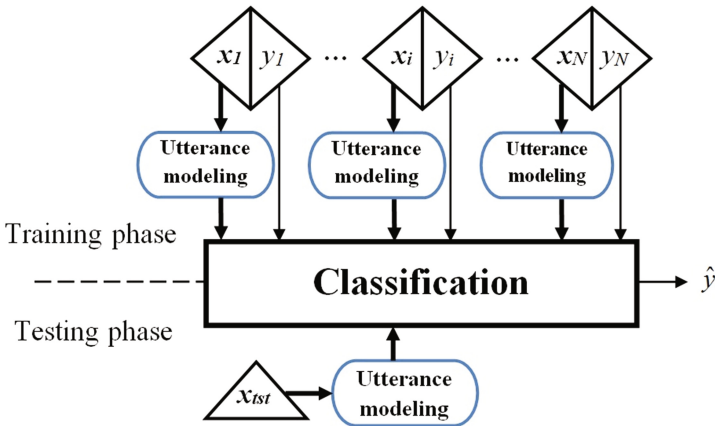 x1 y1 ... xi yi ... xN yN
Utterance modeling
Utterance modeling
Utterance modeling
Training phase
Classification
ŷ
Testing phase
xtst
Utterance modeling